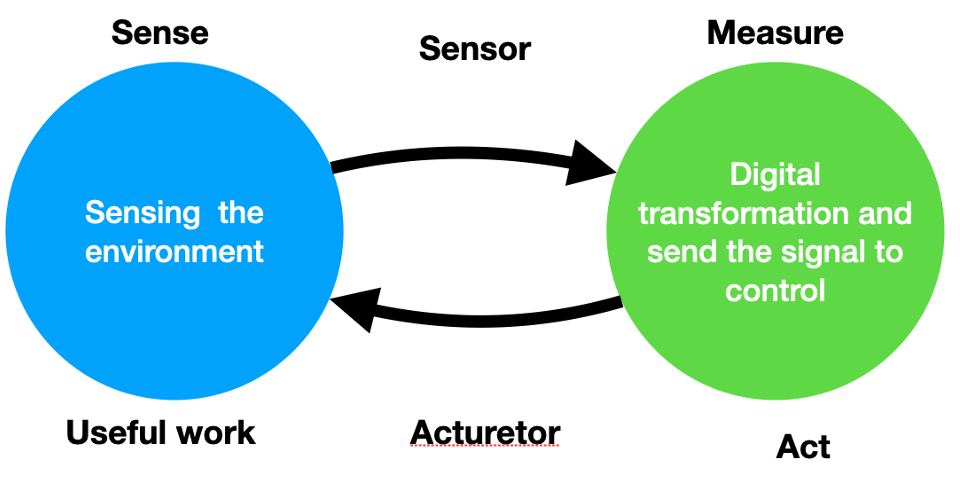 Sense
Sensor
Measure
Sensing the
environment
Digital
transformation and
send the signal to
control
Useful work
Acturetor
Act